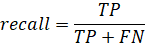 recall = TP / (TP + FN)